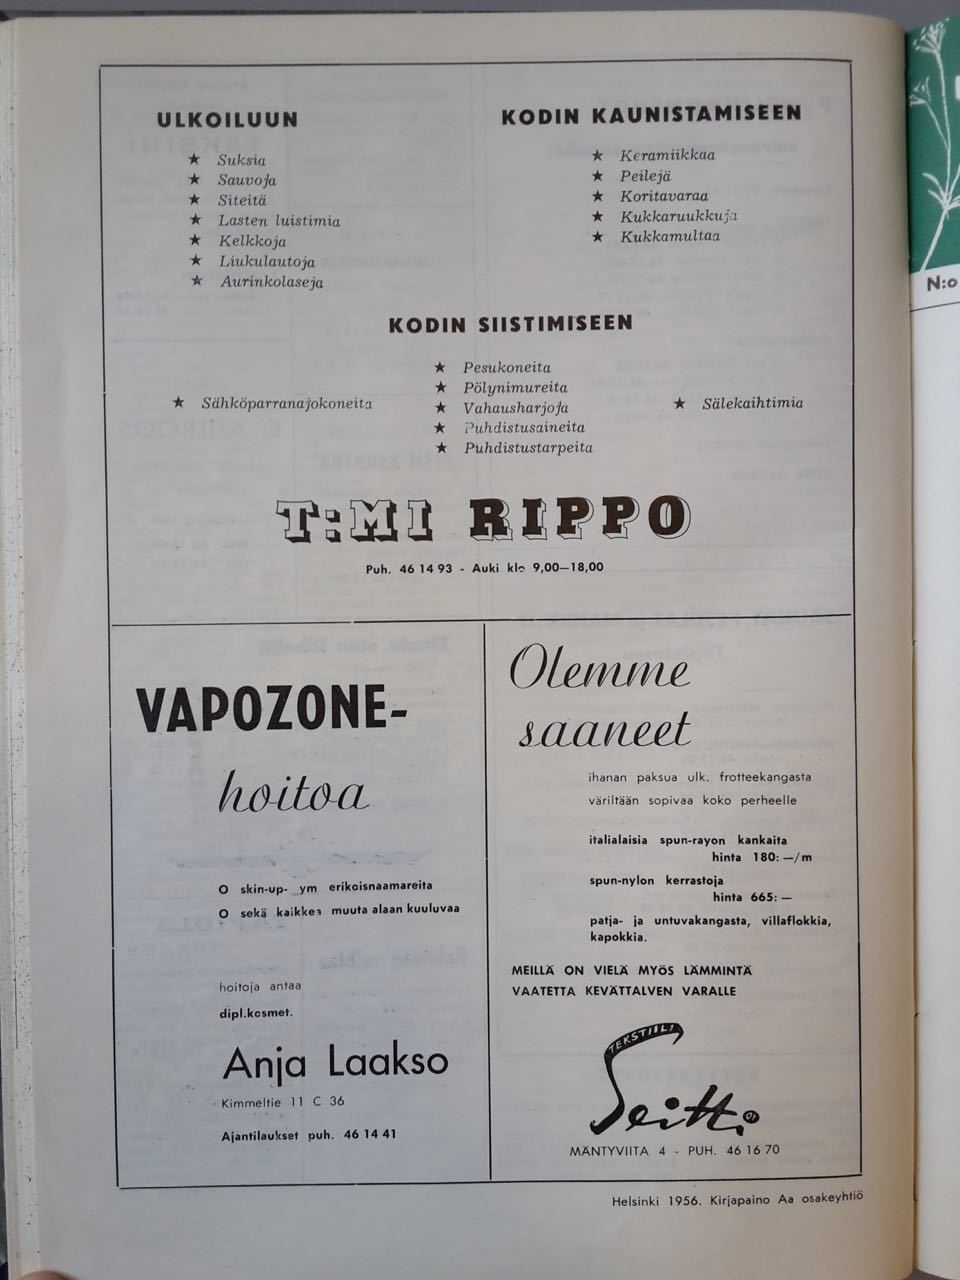 ULKOILUUN
★ Suksia
★ Sauvoja
★ Siteitä
★ Lasten luistimia
★ Kelkkoja
★ Liukulautoja
★ Aurinkolaseja
KODIN KAUNISTAMISEEN
★ Keramiikkaa
★ Peilejä
★ Koritavaraa
★ Kukkaruukkuja
★ Kukkamultaa
KODIN SIISTIMISEEN
★ Sähköparranajokoneita
★ Pesukoneita
★ Pölynimureita
★ Vahausharjoja
★ Puhdistusaineita
★ Puhdistustarpeita
★ Sälekaihtimia
T:MI RIPPO
Puh. 46 14 93 - Auki klo 9,00—18,00
VAPOZONE-
hoitoa
O skin-up- ym erikoisnaamareita
O sekä kaikkea muuta alaan kuuluvaa
hoitoja antaa
dipl.kosmet.
Anja Laakso
Kimmeltie 11 C 36
Ajantilaukset puh. 46 14 41
Olemme
saaneet
ihanan paksua ulk. frotteekangasta
väriltään sopivaa koko perheelle
italialaisia spun-rayon kankaita
hinta 180:—/m
spun-nylon kerrastoja
hinta 665:—
patja- ja untuvakangasta, villaflokkia,
kapokkia.
MEILLÄ ON VIELÄ MYÖS LÄMMINTÄ
VAATETTA KEVÄTTALVEN VARALLE
TEKSTIILI
Seitti
MÄNTYVIITA 4 - PUH. 46 16 70
Helsinki 1956. Kirjapaino Aa osakeyhtiö
N:o